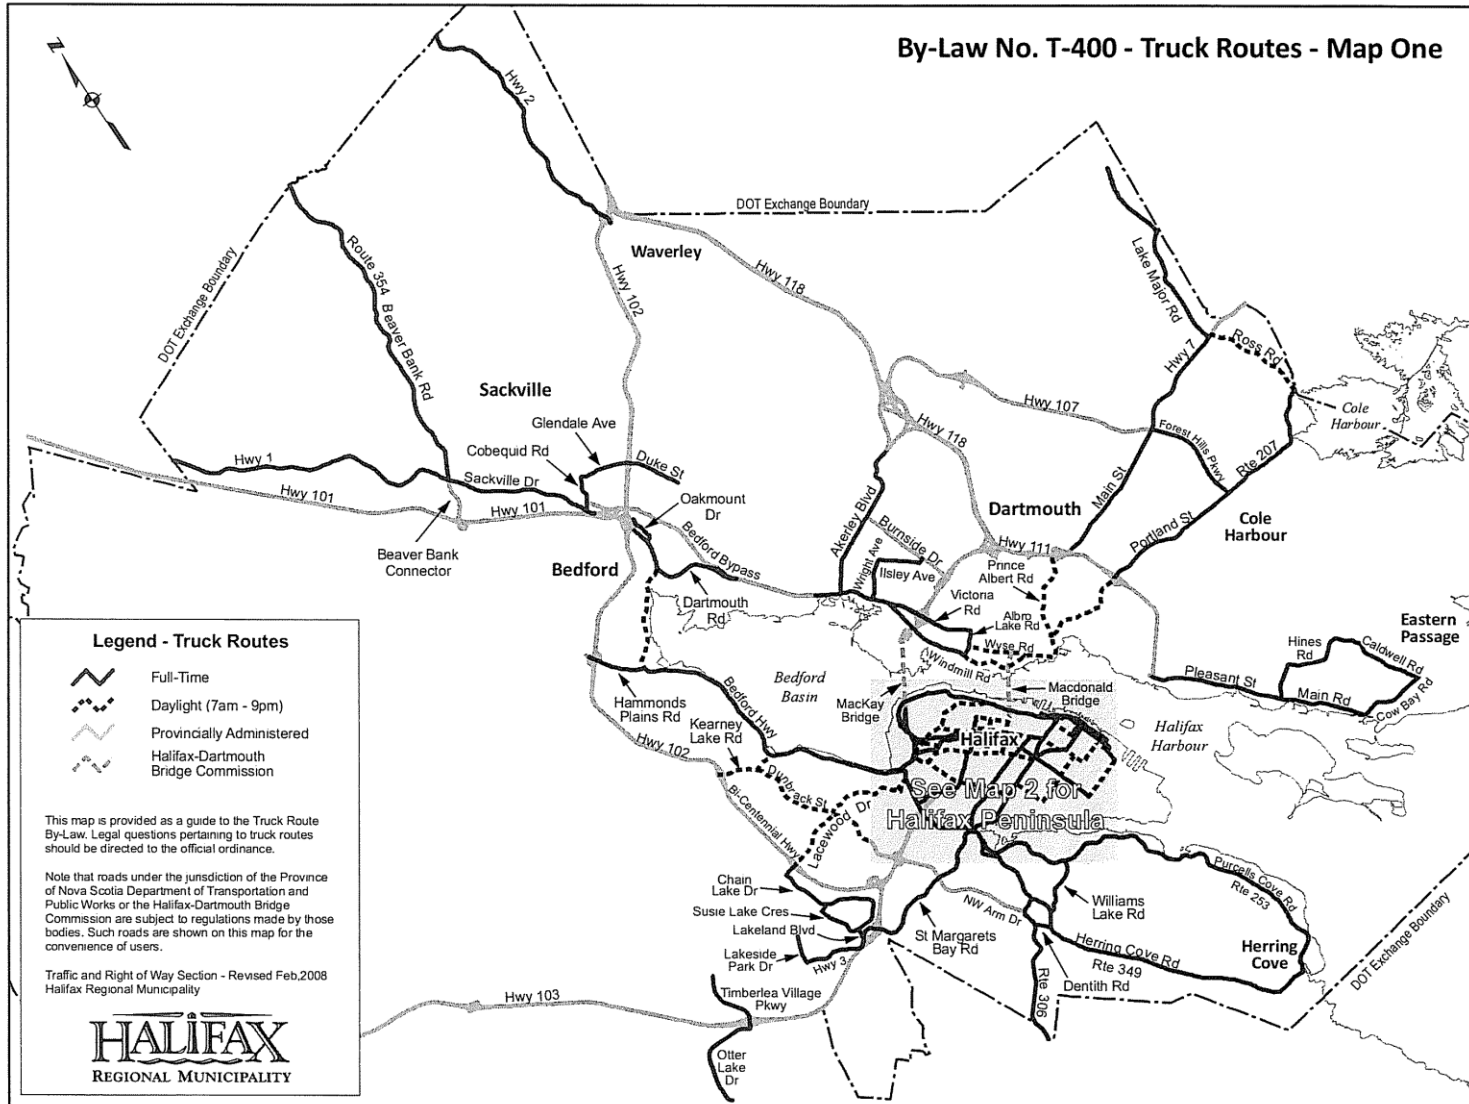 By-Law No. T-400 - Truck Routes - Map One
N
Hwy 2
DOT Exchange Boundary
DOT Exchange Boundary
Waverley
Hwy 118
Hwy 102
Route 354
Beaver Bank Rd
Lake Major Rd
Hwy 7
Ross Rd
Cole
Harbour
Sackville
Glendale Ave
Cobequid Rd
Duke St
Hwy 107
Hwy 118
Forest Hills Pkwy
Rte 207
Main St
Hwy 1
Sackville Dr
Hwy 101
Hwy 101
Oakmount
Dr
Akerley Blvd
Burnside Dr
Dartmouth
Portland St
Cole
Harbour
Beaver Bank
Connector
Bedford
Bedford Bypass
Wright Ave
Ilsley Ave
Hwy 111
Prince
Albert Rd
Dartmouth
Rd
Victoria
Rd
Albro
Lake Rd
Wyse Rd
Windmill Rd
Eastern
Passage
Hines
Rd
Caldwell Rd
Pleasant St
Main Rd
Cow Bay Rd
Bedford
Basin
MacKay
Bridge
Macdonald
Bridge
Halifax
Harbour
Hammonds
Plains Rd
Bedford Hwy
Kearney
Lake Rd
Hwy 102
Dunbrack St
Bi-Centennial Hwy
Lacewood Dr
Halifax
See Map 2 for
Halifax Peninsula
Chain
Lake Dr
Susie Lake Cres
Lakeland Blvd
Lakeside
Park Dr
Hwy 3
St Margarets
Bay Rd
NW Arm Dr
Williams
Lake Rd
Purcells Cove Rd
Rte 253
Herring Cove Rd
Rte 349
Herring
Cove
Dentith Rd
Rte 306
DOT Exchange Boundary
Hwy 103
Timberlea Village
Pkwy
Otter
Lake
Dr
Legend - Truck Routes
Full-Time
Daylight (7am - 9pm)
Provincially Administered
Halifax-Dartmouth
Bridge Commission
This map is provided as a guide to the Truck Route
By-Law. Legal questions pertaining to truck routes
should be directed to the official ordinance.
Note that roads under the jurisdiction of the Province
of Nova Scotia Department of Transportation and
Public Works or the Halifax-Dartmouth Bridge
Commission are subject to regulations made by those
bodies. Such roads are shown on this map for the
convenience of users.
Traffic and Right of Way Section - Revised Feb,2008
Halifax Regional Municipality
HALIFAX
REGIONAL MUNICIPALITY